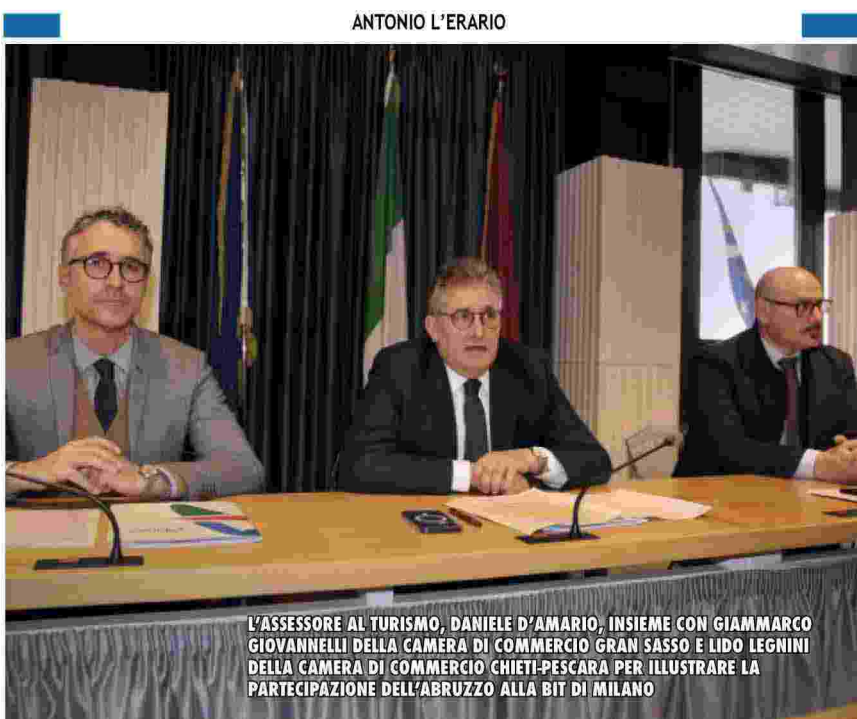 ANTONIO L'ERARIO
L'ASSESSORE AL TURISMO, DANIELE D'AMARIO, INSIEME CON GIAMMARCO
GIOVANNELLI DELLA CAMERA DI COMMERCIO GRAN SASSO E LIDO LEGNINI
DELLA CAMERA DI COMMERCIO CHIETI-PESCARA PER ILLUSTRARE LA
PARTECIPAZIONE DELL'ABRUZZO ALLA BIT DI MILANO